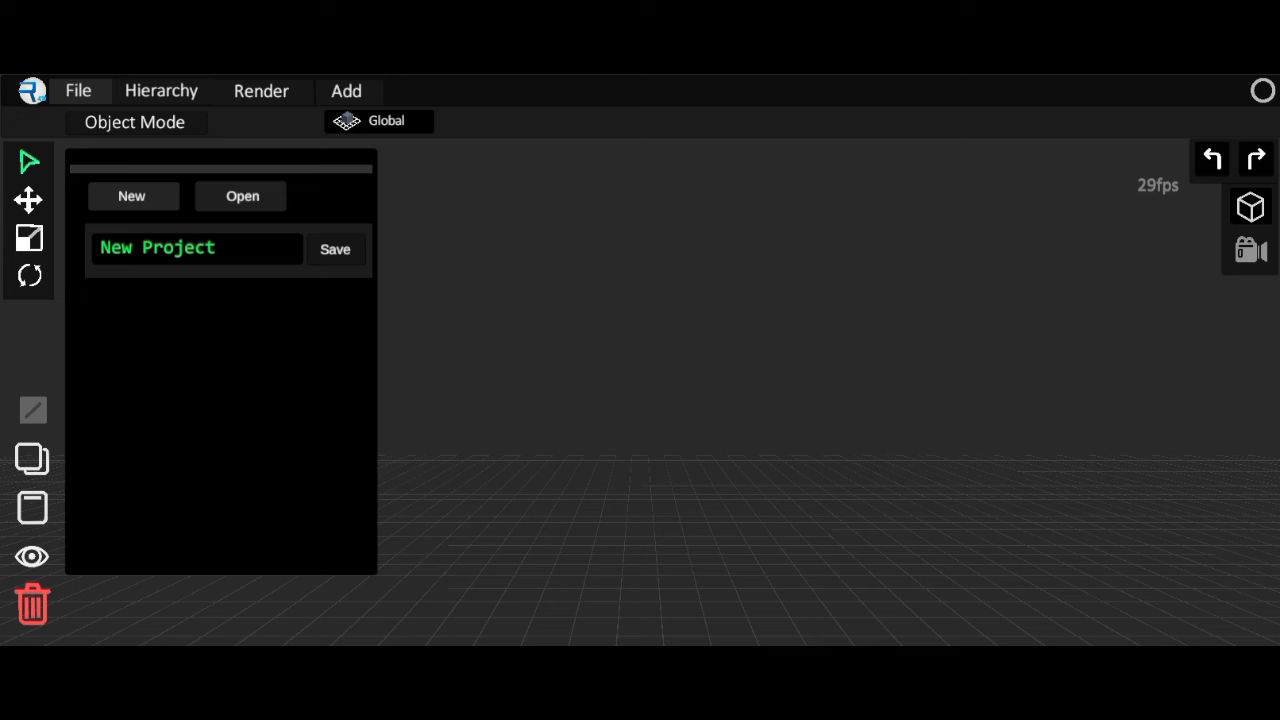 File Hierarchy Render Add
Object Mode Global
29fps
New Open
New Project Save